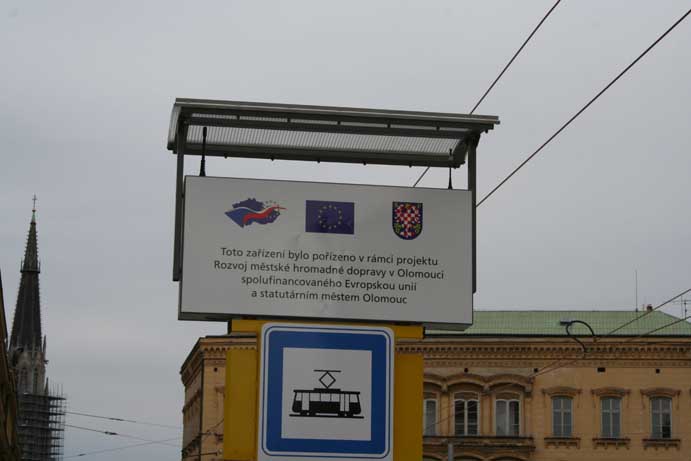 Toto zařízení bylo pořízeno v rámci projektu
Rozvoj městské hromadné dopravy v Olomouci
spolufinancovaného Evropskou unií
a statutárním městem Olomouc